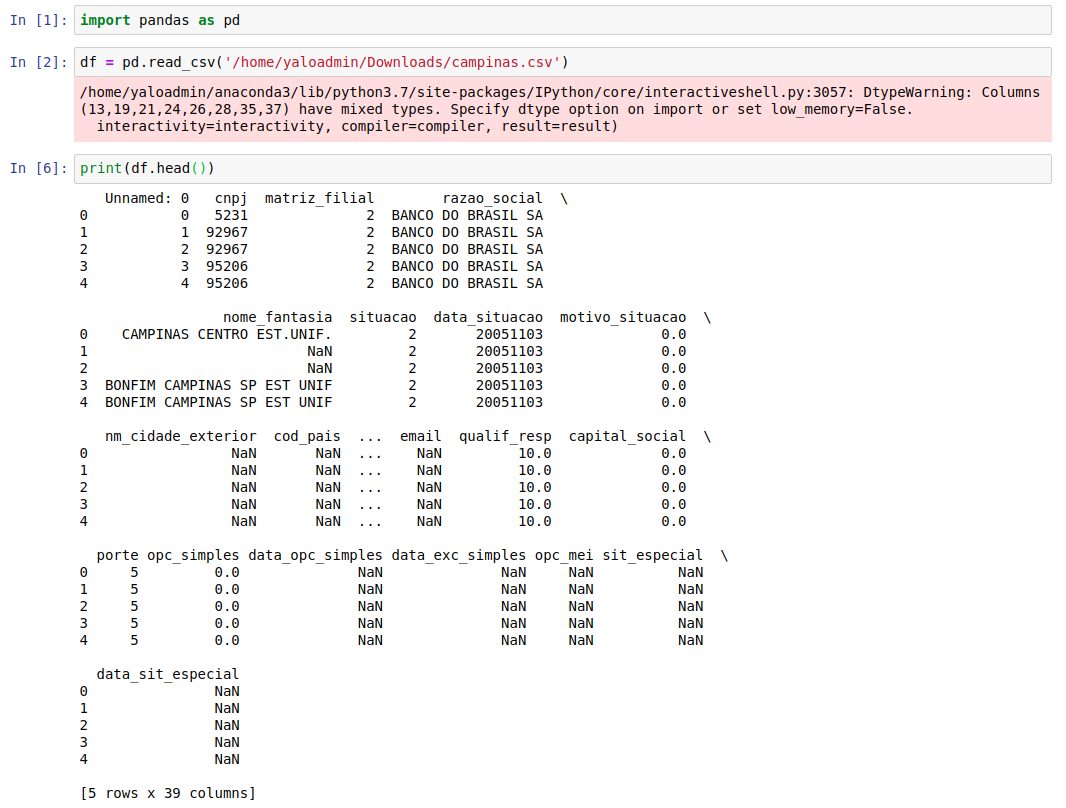 In [1]: import pandas as pd
In [2]: df = pd.read_csv('/home/yaloadmin/Downloads/campinas.csv')
/home/yaloadmin/anaconda3/lib/python3.7/site-packages/IPython/core/interactiveshell.py:3057: DtypeWarning: Columns
(13,19,21,24,26,28,35,37) have mixed types. Specify dtype option on import or set low_memory=False.
  interactivity=interactivity, compiler=compiler, result=result)
In [6]: print(df.head())
   Unnamed: 0   cnpj  matriz_filial        razao_social  \
0           0   5231              2  BANCO DO BRASIL SA
1           1  92967              2  BANCO DO BRASIL SA
2           2  92967              2  BANCO DO BRASIL SA
3           3  95206              2  BANCO DO BRASIL SA
4           4  95206              2  BANCO DO BRASIL SA
                 nome_fantasia  situacao  data_situacao  motivo_situacao  \
0    CAMPINAS CENTRO EST.UNIF.         2       20051103              0.0
1                          NaN         2       20051103              0.0
2                          NaN         2       20051103              0.0
3  BONFIM CAMPINAS SP EST UNIF         2       20051103              0.0
4  BONFIM CAMPINAS SP EST UNIF         2       20051103              0.0
   nm_cidade_exterior  cod_pais  ...  email  qualif_resp  capital_social  \
0                 NaN       NaN  ...    NaN         10.0             0.0
1                 NaN       NaN  ...    NaN         10.0             0.0
2                 NaN       NaN  ...    NaN         10.0             0.0
3                 NaN       NaN  ...    NaN         10.0             0.0
4                 NaN       NaN  ...    NaN         10.0             0.0
  porte opc_simples data_opc_simples data_exc_simples opc_mei sit_especial  \
0     5         0.0              NaN              NaN     NaN          NaN
1     5         0.0              NaN              NaN     NaN          NaN
2     5         0.0              NaN              NaN     NaN          NaN
3     5         0.0              NaN              NaN     NaN          NaN
4     5         0.0              NaN              NaN     NaN          NaN
  data_sit_especial
0               NaN
1               NaN
2               NaN
3               NaN
4               NaN
[5 rows x 39 columns]